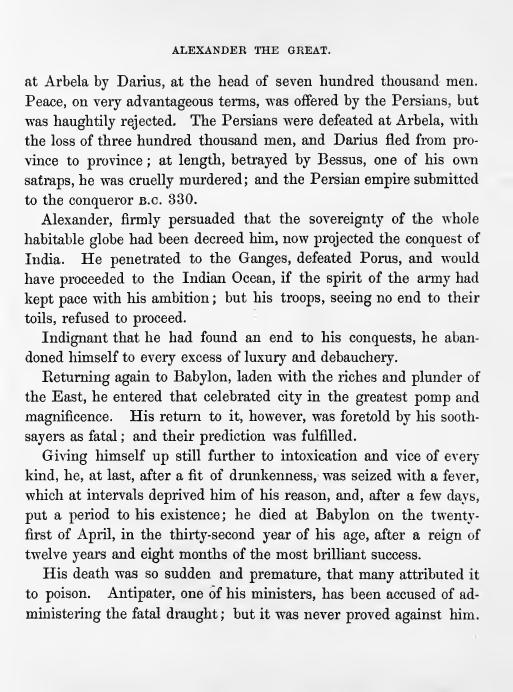 ALEXANDER THE GREAT.
at Arbela by Darius, at the head of seven hundred thousand men.
Peace, on very advantageous terms, was offered by the Persians, but
was haughtily rejected. The Persians were defeated at Arbela, with
the loss of three hundred thousand men, and Darius fled from pro-
vince to province; at length, betrayed by Bessus, one of his own
satraps, he was cruelly murdered; and the Persian empire submitted
to the conqueror B.C. 330.
Alexander, firmly persuaded that the sovereignty of the whole
habitable globe had been decreed him, now projected the conquest of
India. He penetrated to the Ganges, defeated Porus, and would
have proceeded to the Indian Ocean, if the spirit of the army had
kept pace with his ambition; but his troops, seeing no end to their
toils, refused to proceed.
Indignant that he had found an end to his conquests, he aban-
doned himself to every excess of luxury and debauchery.
Returning again to Babylon, laden with the riches and plunder of
the East, he entered that celebrated city in the greatest pomp and
magnificence. His return to it, however, was foretold by his sooth-
sayers as fatal; and their prediction was fulfilled.
Giving himself up still further to intoxication and vice of every
kind, he, at last, after a fit of drunkenness, was seized with a fever,
which at intervals deprived him of his reason, and, after a few days,
put a period to his existence; he died at Babylon on the twenty-
first of April, in the thirty-second year of his age, after a reign of
twelve years and eight months of the most brilliant success.
His death was so sudden and premature, that many attributed it
to poison. Antipater, one of his ministers, has been accused of ad-
ministering the fatal draught; but it was never proved against him.